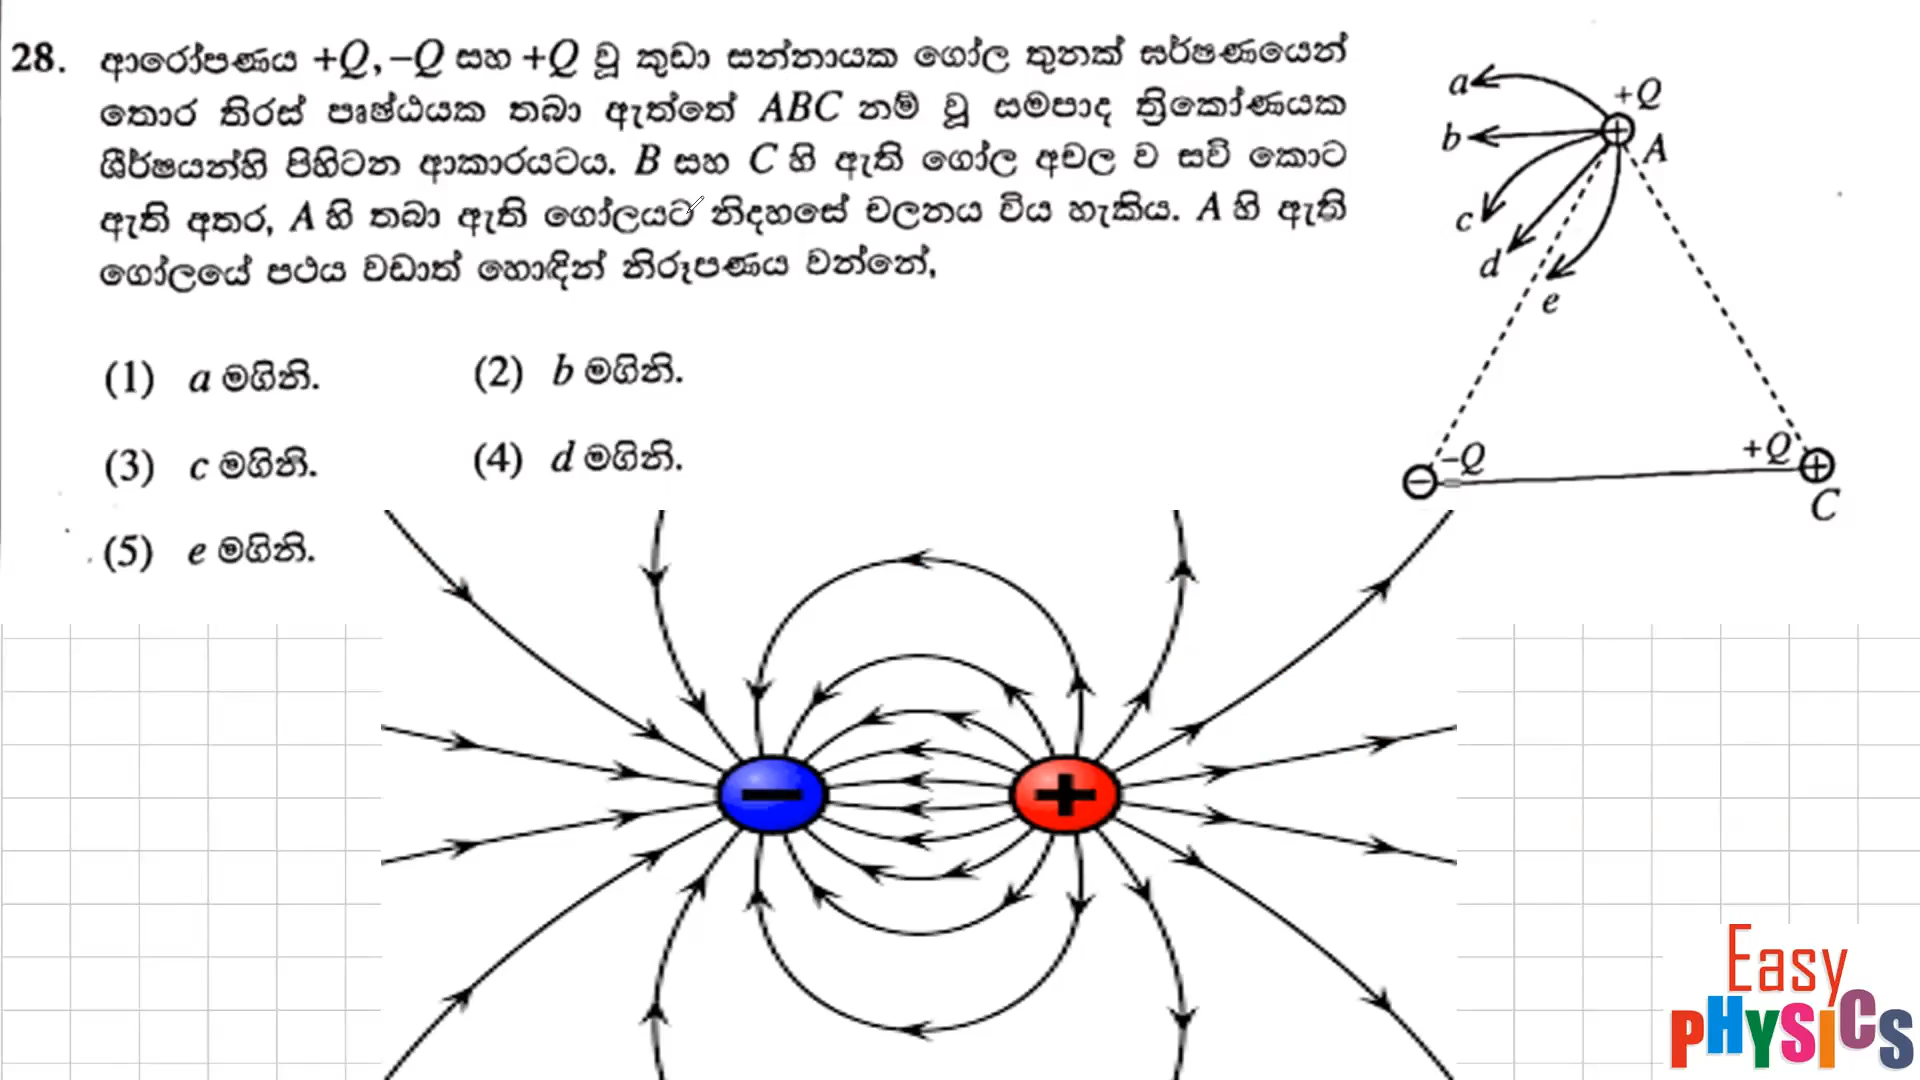 28. ආරෝපණය +Q, –Q සහ +Q වූ කුඩා සන්නායක ගෝල තුනක් ඝර්ෂණයෙන්
තොර තිරස් පෘෂ්ඨයක තබා ඇත්තේ ABC නම් වූ සමපාද ත්‍රිකෝණයක
ශීර්ෂයන්හි පිහිටන ආකාරයටය. B සහ C හි ඇති ගෝල අචල ව සවි කොට
ඇති අතර, A හි තබා ඇති ගෝලයට නිදහසේ චලනය විය හැකිය. A හි ඇති
ගෝලයේ පථය වඩාත් හොඳින් නිරූපණය වන්නේ,
(1) a මගිනි. (2) b මගිනි.
(3) c මගිනි. (4) d මගිනි.
(5) e මගිනි.
a
+Q
b
A
c
d
e
–Q
+Q
C
Easy
PHYSICS